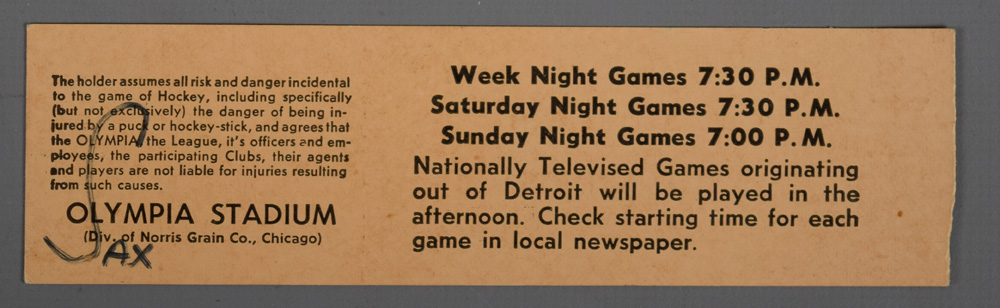 The holder assumes all risk and danger incidental
to the game of Hockey, including specifically
(but not exclusively) the danger of being in-
jured by a puck or hockey-stick, and agrees that
the OLYMPIA, the League, it's officers and em-
ployees, the participating Clubs, their agents
and players are not liable for injuries resulting
from such causes.
OLYMPIA STADIUM
(Div. of Norris Grain Co., Chicago)
SAX
Week Night Games 7:30 P.M.
Saturday Night Games 7:30 P.M.
Sunday Night Games 7:00 P.M.
Nationally Televised Games originating
out of Detroit will be played in the
afternoon. Check starting time for each
game in local newspaper.